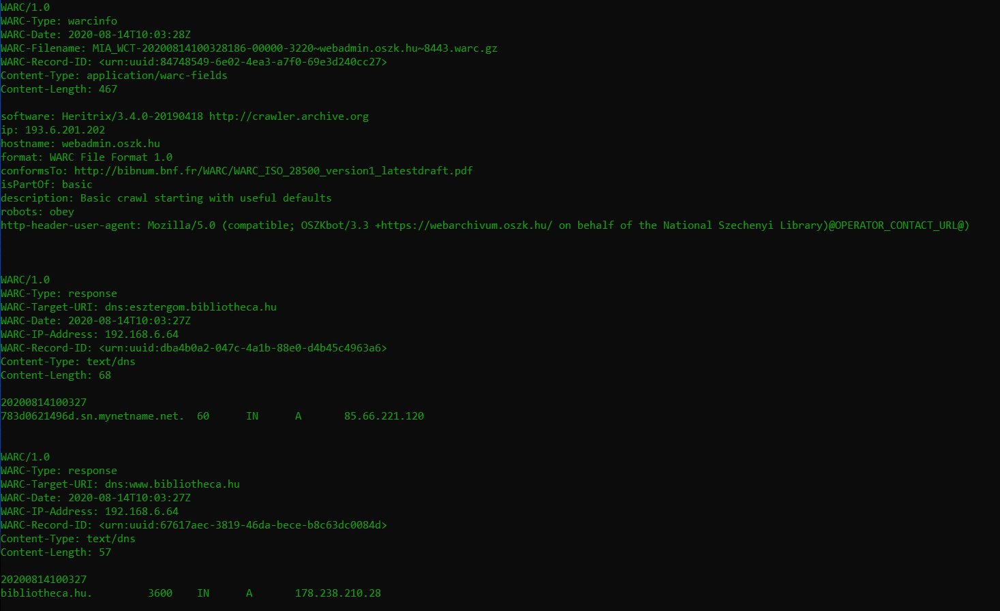 WARC/1.0
WARC-Type: warcinfo
WARC-Date: 2020-08-14T10:03:28Z
WARC-Filename: MIA_WCT-20200814100328186-00000-3220~webadmin.oszk.hu~8443.warc.gz
WARC-Record-ID: <urn:uuid:84748549-6e02-4ea3-a7f0-69e3d240cc27>
Content-Type: application/warc-fields
Content-Length: 467
software: Heritrix/3.4.0-20190418 http://crawler.archive.org
ip: 193.6.201.202
hostname: webadmin.oszk.hu
format: WARC File Format 1.0
conformsTo: http://bibnum.bnf.fr/WARC/WARC_ISO_28500_version1_latestdraft.pdf
isPartOf: basic
description: Basic crawl starting with useful defaults
robots: obey
http-header-user-agent: Mozilla/5.0 (compatible; OSZKbot/3.3 +https://webarchivum.oszk.hu/ on behalf of the National Szechenyi Library)@OPERATOR_CONTACT_URL@)
WARC/1.0
WARC-Type: response
WARC-Target-URI: dns:esztergom.bibliotheca.hu
WARC-Date: 2020-08-14T10:03:27Z
WARC-IP-Address: 192.168.6.64
WARC-Record-ID: <urn:uuid:dba4b0a2-047c-4a1b-88e0-d4b45c4963a6>
Content-Type: text/dns
Content-Length: 68
20200814100327
783d0621496d.sn.mynetname.net.  60      IN      A       85.66.221.120
WARC/1.0
WARC-Type: response
WARC-Target-URI: dns:www.bibliotheca.hu
WARC-Date: 2020-08-14T10:03:27Z
WARC-IP-Address: 192.168.6.64
WARC-Record-ID: <urn:uuid:67617aec-3819-46da-bece-b8c63dc0084d>
Content-Type: text/dns
Content-Length: 57
20200814100327
bibliotheca.hu.         3600    IN      A       178.238.210.28